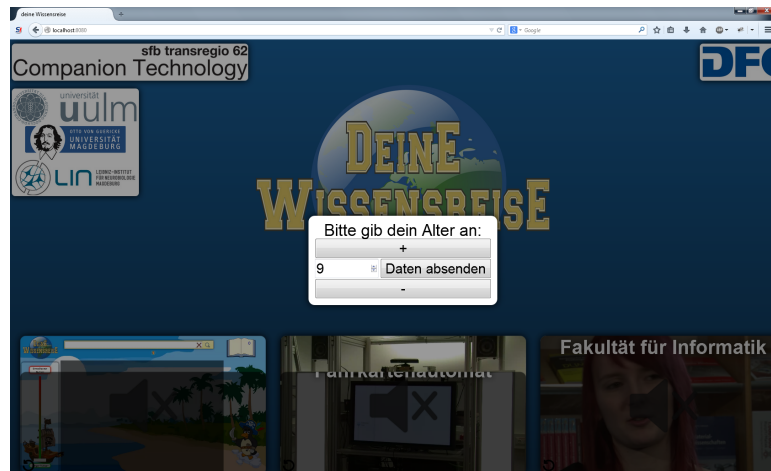 deine Wissensreise
localhost:8080
Google
sfb transregio 62
Companion Technology
DFG
universität
uulm
OTTO VON GUERICKE
UNIVERSITÄT
MAGDEBURG
LIN
LEIBNIZ-INSTITUT
FÜR NEUROBIOLOGIE
MAGDEBURG
DEINE
WISSENSREISE
Bitte gib dein Alter an:
+
9
Daten absenden
-
Fahrkartenautomat
Fakultät für Informatik